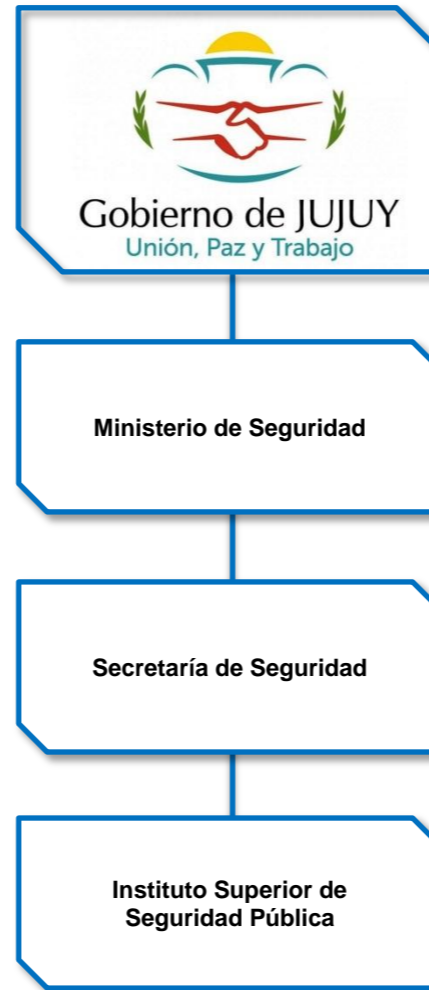 Gobierno de JUJUY
Unión, Paz y Trabajo
Ministerio de Seguridad
Secretaría de Seguridad
Instituto Superior de
Seguridad Pública